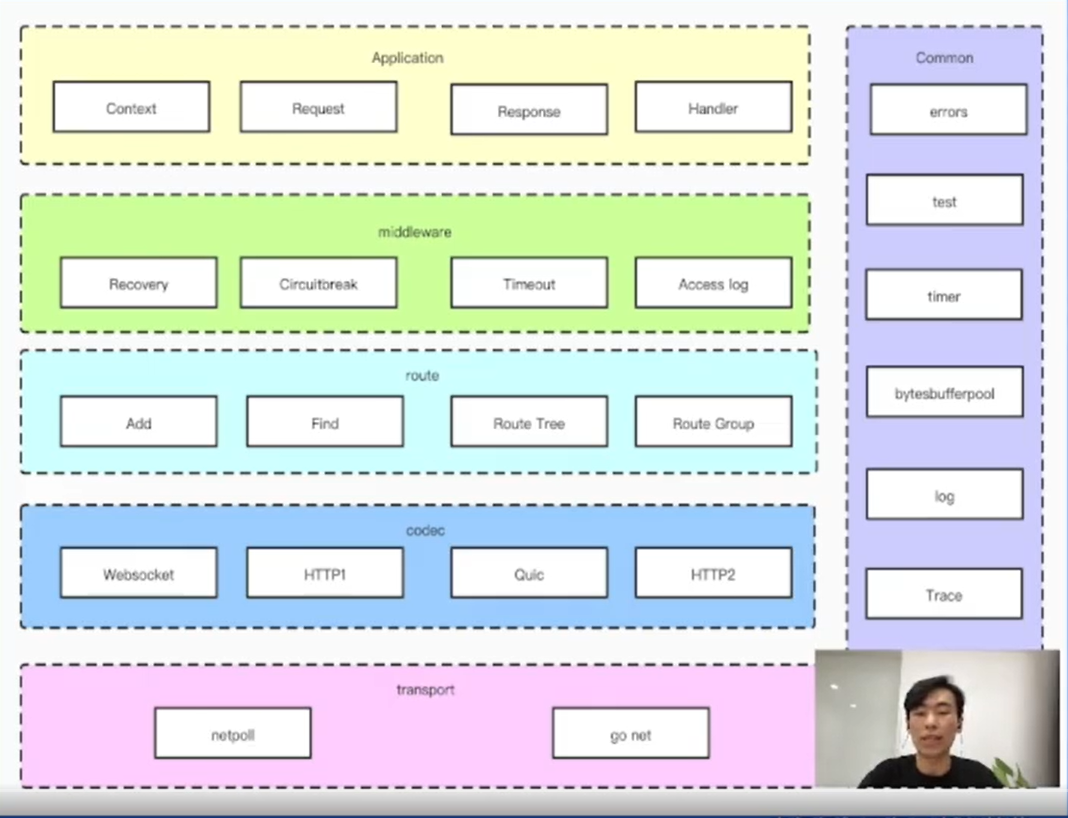 Application
Context
Request
Response
Handler
middleware
Recovery
Circuitbreak
Timeout
Access log
route
Add
Find
Route Tree
Route Group
codec
Websocket
HTTP1
Quic
HTTP2
transport
netpoll
go net
Common
errors
test
timer
bytesbufferpool
log
Trace